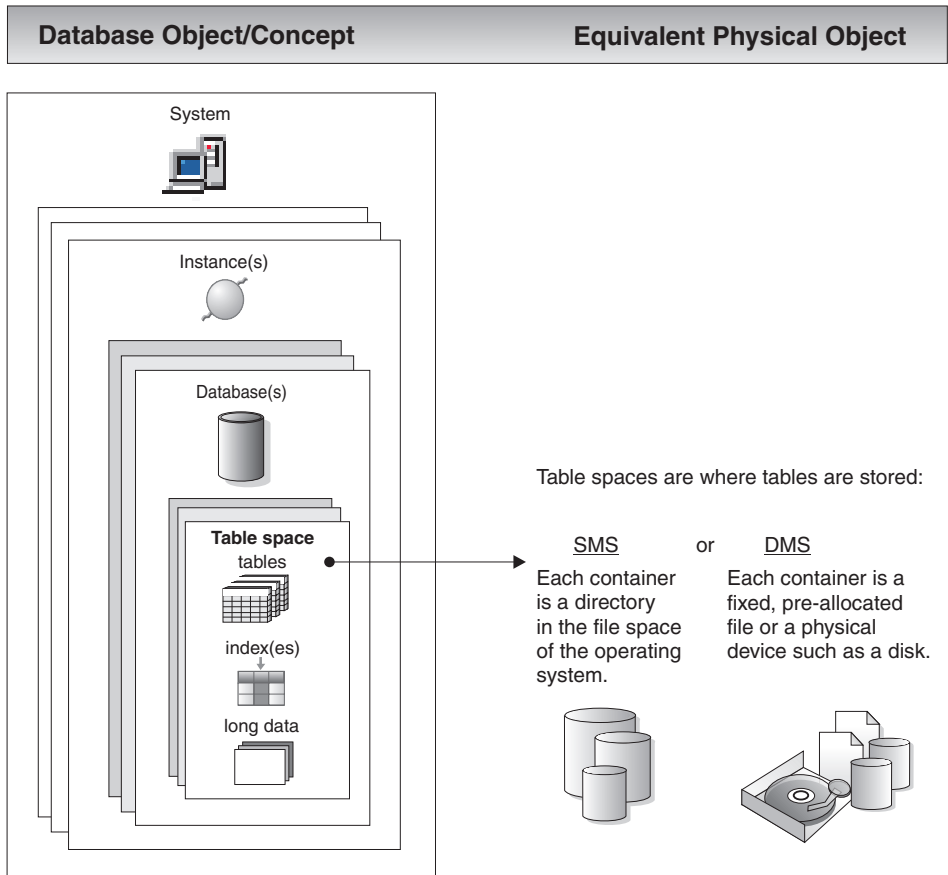 Database Object/Concept
Equivalent Physical Object
System
Instance(s)
Database(s)
Table space
tables
index(es)
long data
Table spaces are where tables are stored:
SMS or DMS
Each container
is a directory
in the file space
of the operating
system.
Each container is a
fixed, pre-allocated
file or a physical
device such as a disk.